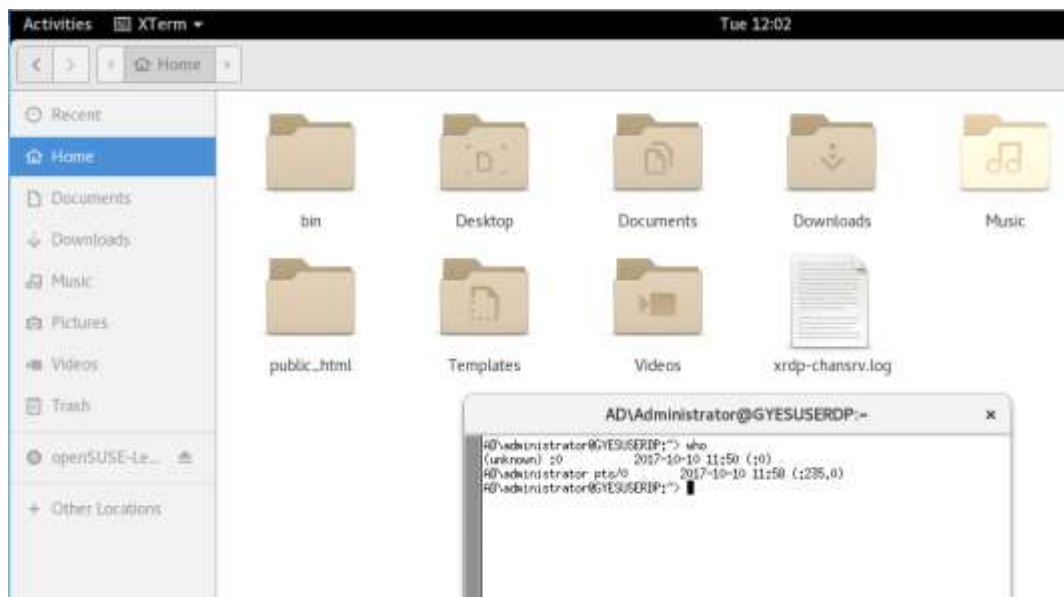 Activities XTerm
Tue 12:02
Home
Recent
Home
Documents
Downloads
Music
Pictures
Videos
Trash
openSUSE-Le...
+ Other Locations
bin
Desktop
Documents
Downloads
Music
public_html
Templates
Videos
xrdp-chansrv.log
AD\Administrator@GYESUSERDP:~
AD\administrator@GYESUSERDP:~> who
(unknown) :0 2017-10-10 11:50 (:0)
AD\administrator pts/0 2017-10-10 11:58 (:235.0)
AD\administrator@GYESUSERDP:~>